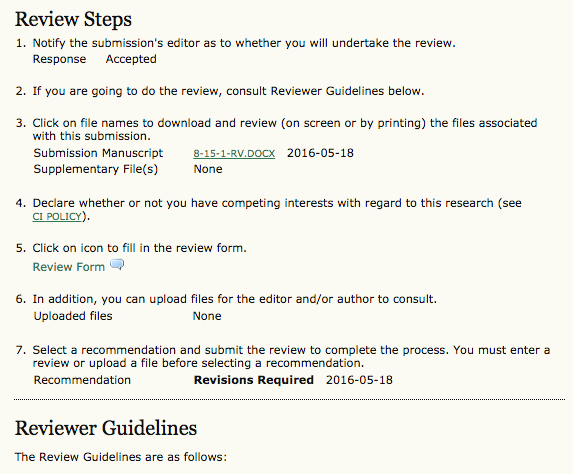 Review Steps
1. Notify the submission's editor as to whether you will undertake the review.
Response Accepted
2. If you are going to do the review, consult Reviewer Guidelines below.
3. Click on file names to download and review (on screen or by printing) the files associated
with this submission.
Submission Manuscript 8-15-1-RV.DOCX 2016-05-18
Supplementary File(s) None
4. Declare whether or not you have competing interests with regard to this research (see
CI POLICY).
5. Click on icon to fill in the review form.
Review Form
6. In addition, you can upload files for the editor and/or author to consult.
Uploaded files None
7. Select a recommendation and submit the review to complete the process. You must enter a
review or upload a file before selecting a recommendation.
Recommendation Revisions Required 2016-05-18
Reviewer Guidelines
The Review Guidelines are as follows: